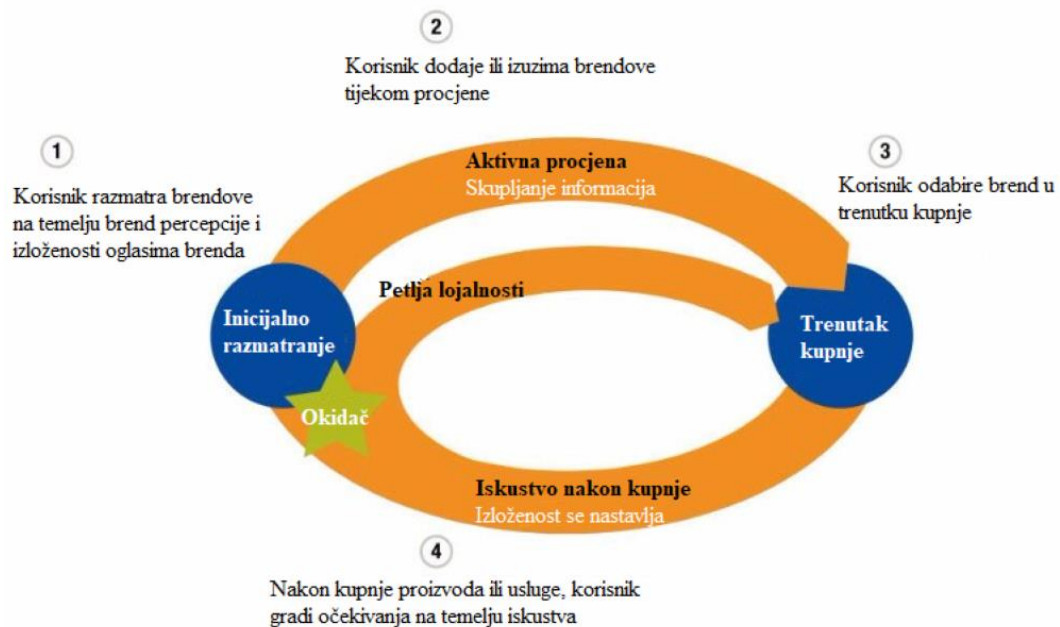 2
Korisnik dodaje ili izuzima brendove
tijekom procjene
1
Korisnik razmatra brendove
na temelju brend percepcije i
izloženosti oglasima brenda
Aktivna procjena
Skupljanje informacija
3
Korisnik odabire brend u
trenutku kupnje
Petlja lojalnosti
Inicijalno
razmatranje
Trenutak
kupnje
Okidač
Iskustvo nakon kupnje
Izloženost se nastavlja
4
Nakon kupnje proizvoda ili usluge, korisnik
gradi očekivanja na temelju iskustva